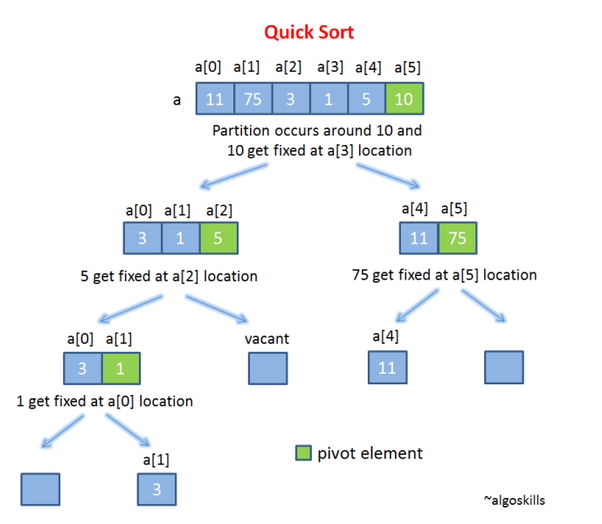 Quick Sort
a[0] a[1] a[2] a[3] a[4] a[5]
a 11 75 3 1 5 10
Partition occurs around 10 and
10 get fixed at a[3] location
a[0] a[1] a[2] a[4] a[5]
3 1 5 11 75
5 get fixed at a[2] location 75 get fixed at a[5] location
a[0] a[1] vacant a[4]
3 1 11
1 get fixed at a[0] location
a[1] pivot element
3
~algoskills